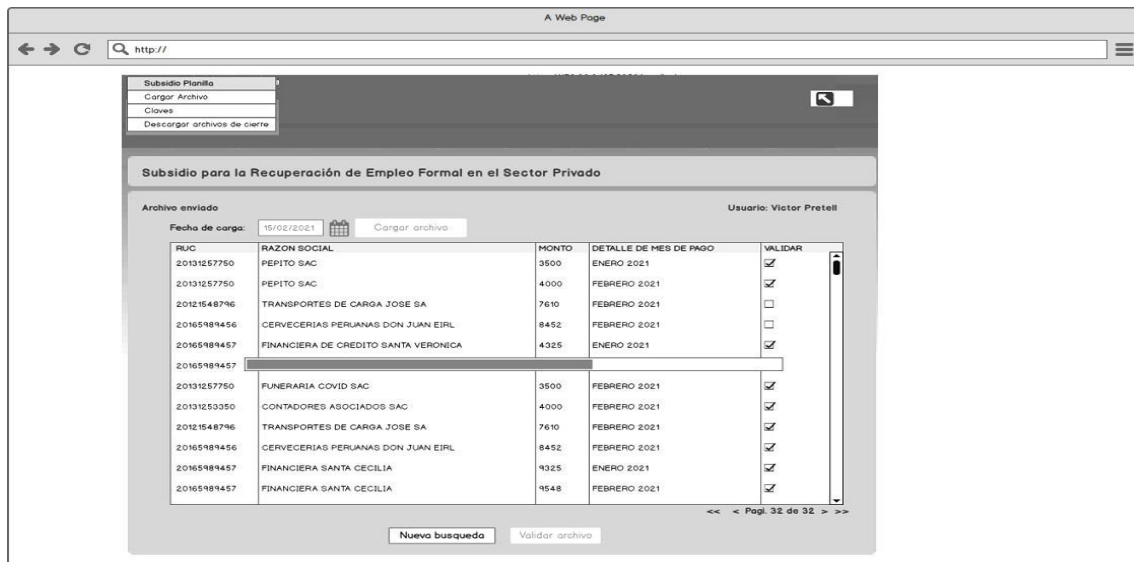 A Web Page
http://
Subsidio Planilla
Cargar Archivo
Claves
Descargar archivos de cierre
Subsidio para la Recuperación de Empleo Formal en el Sector Privado
Archivo enviado Usuario: Victor Pretell
Fecha de carga: 15/02/2021 Cargar archivo
RUC RAZON SOCIAL MONTO DETALLE DE MES DE PAGO VALIDAR
20131257750 PEPITO SAC 3500 ENERO 2021
20131257750 PEPITO SAC 4000 FEBRERO 2021
20121548796 TRANSPORTES DE CARGA JOSE SA 7610 FEBRERO 2021
20165989456 CERVECERIAS PERUANAS DON JUAN EIRL 8452 FEBRERO 2021
20165989457 FINANCIERA DE CREDITO SANTA VERONICA 4325 ENERO 2021
20165989457
20131257750 FUNERARIA COVID SAC 3500 FEBRERO 2021
20131253350 CONTADORES ASOCIADOS SAC 4000 FEBRERO 2021
20121548796 TRANSPORTES DE CARGA JOSE SA 7610 FEBRERO 2021
20165989456 CERVECERIAS PERUANAS DON JUAN EIRL 8452 FEBRERO 2021
20165989457 FINANCIERA SANTA CECILIA 9325 ENERO 2021
20165989457 FINANCIERA SANTA CECILIA 9548 FEBRERO 2021
<< < Pagi. 32 de 32 > >>
Nueva busqueda Validar archivo